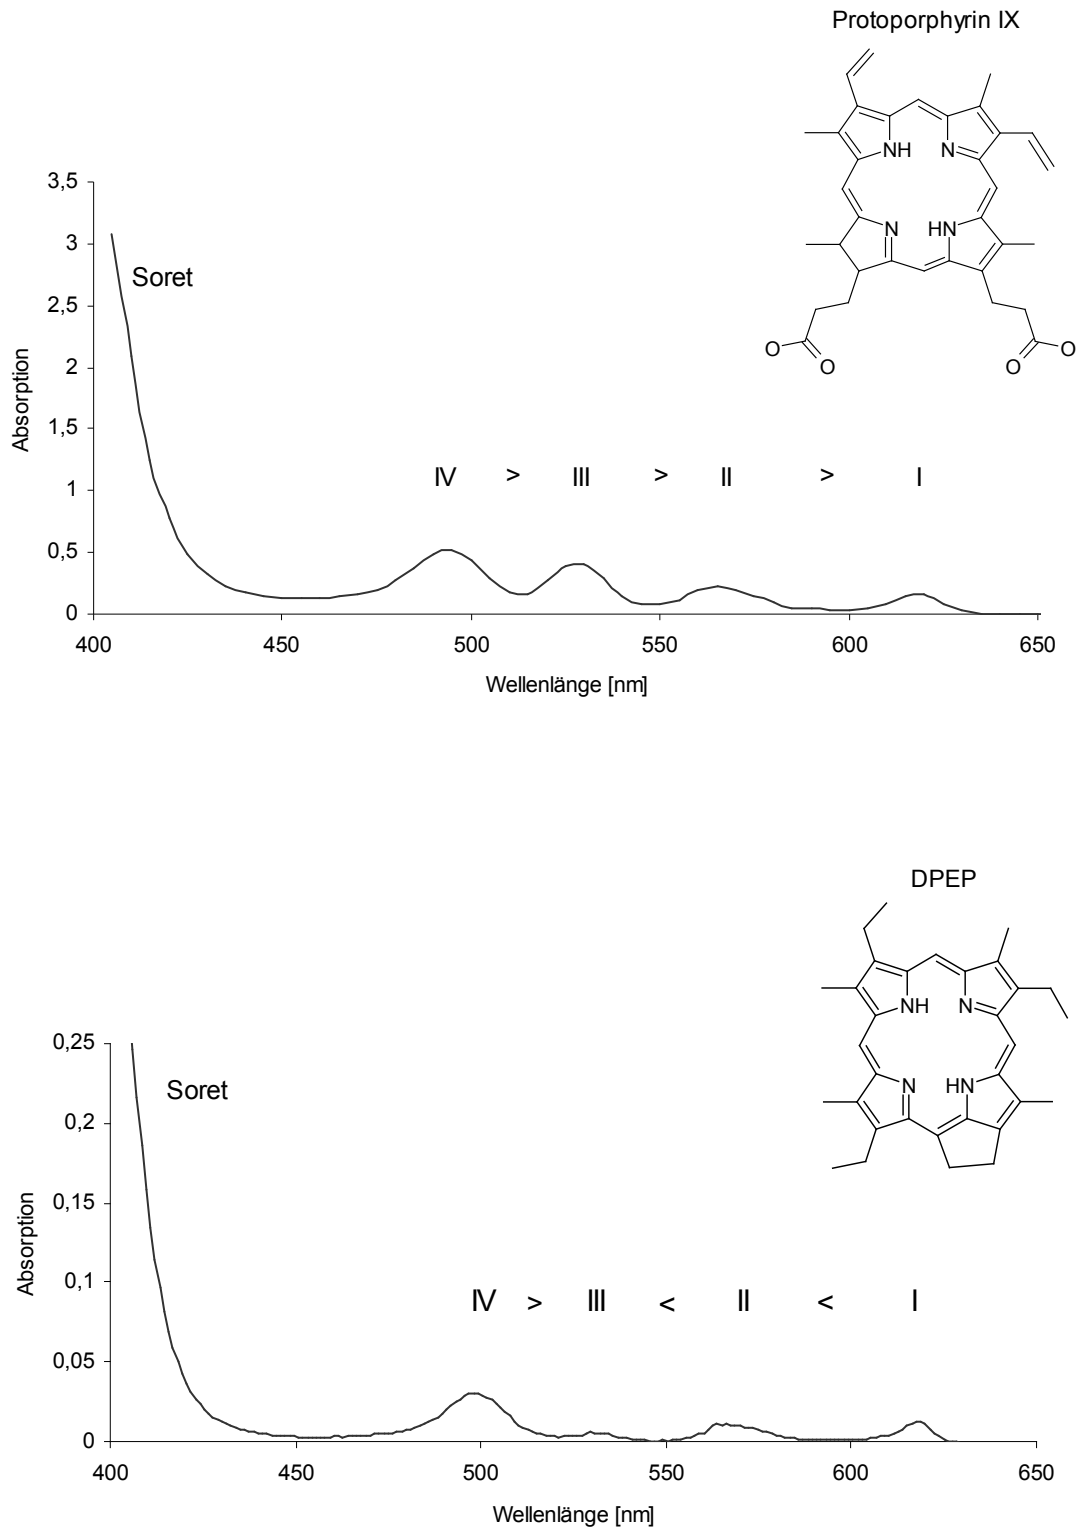 Protoporphyrin IX
NH
N
N
HN
O
O
O
O
3,5
3
2,5
2
1,5
1
0,5
0
Absorption
Soret
IV > III > II > I
400 450 500 550 600 650
Wellenlänge [nm]
DPEP
NH
N
N
HN
0,25
0,2
0,15
0,1
0,05
0
Absorption
Soret
IV > III < II < I
400 450 500 550 600 650
Wellenlänge [nm]